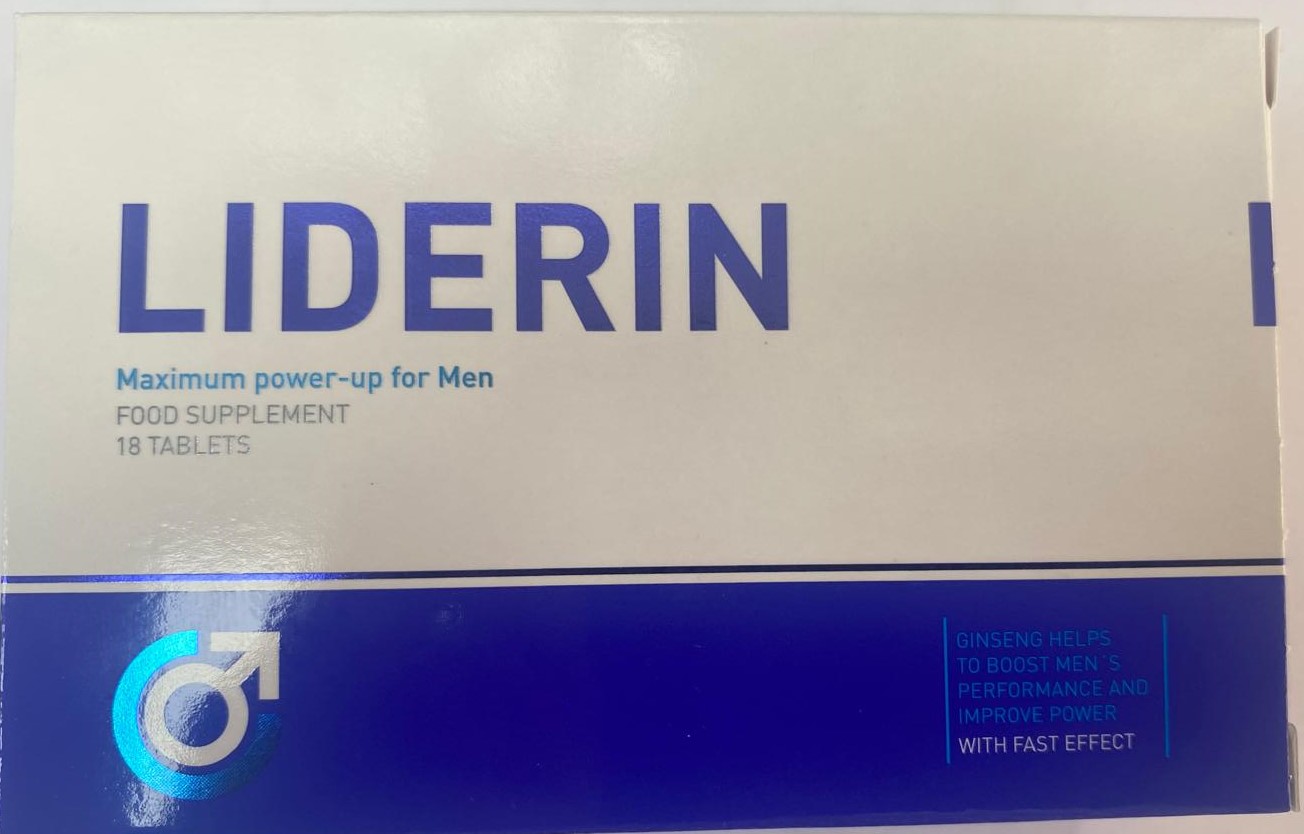 LIDERIN
Maximum power-up for Men
FOOD SUPPLEMENT
18 TABLETS
GINSENG HELPS
TO BOOST MEN´S
PERFORMANCE AND
IMPROVE POWER
WITH FAST EFFECT